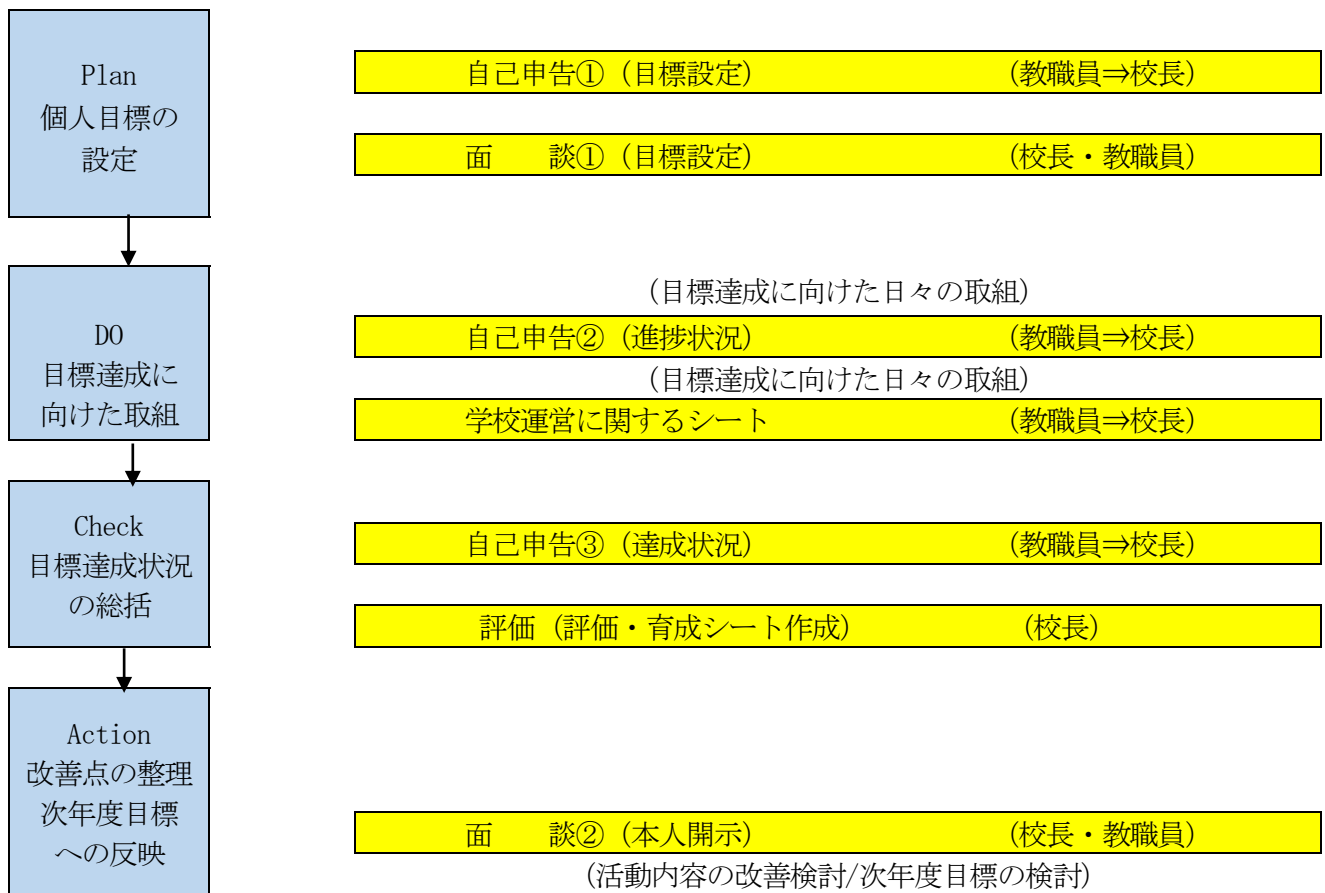 Plan
個人目標の
設定
自己申告①（目標設定） （教職員⇒校長）
面　　談①（目標設定） （校長・教職員）
DO
目標達成に
向けた取組
（目標達成に向けた日々の取組）
自己申告②（進捗状況） （教職員⇒校長）
（目標達成に向けた日々の取組）
学校運営に関するシート （教職員⇒校長）
Check
目標達成状況
の総括
自己申告③（達成状況） （教職員⇒校長）
評価（評価・育成シート作成） （校長）
Action
改善点の整理
次年度目標
への反映
面　　談②（本人開示） （校長・教職員）
（活動内容の改善検討/次年度目標の検討）